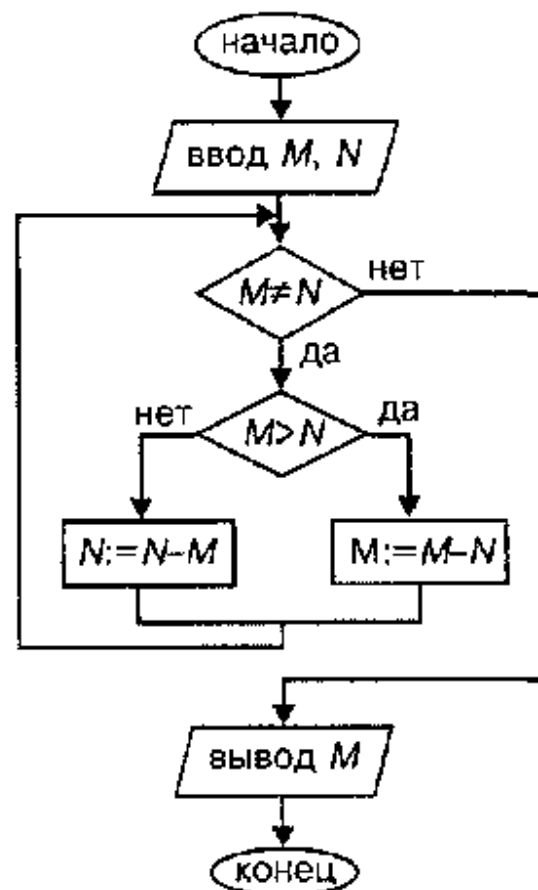 начало
ввод M, N
M≠N
нет
да
M>N
нет
да
N:=N–M
M:=M–N
вывод M
конец